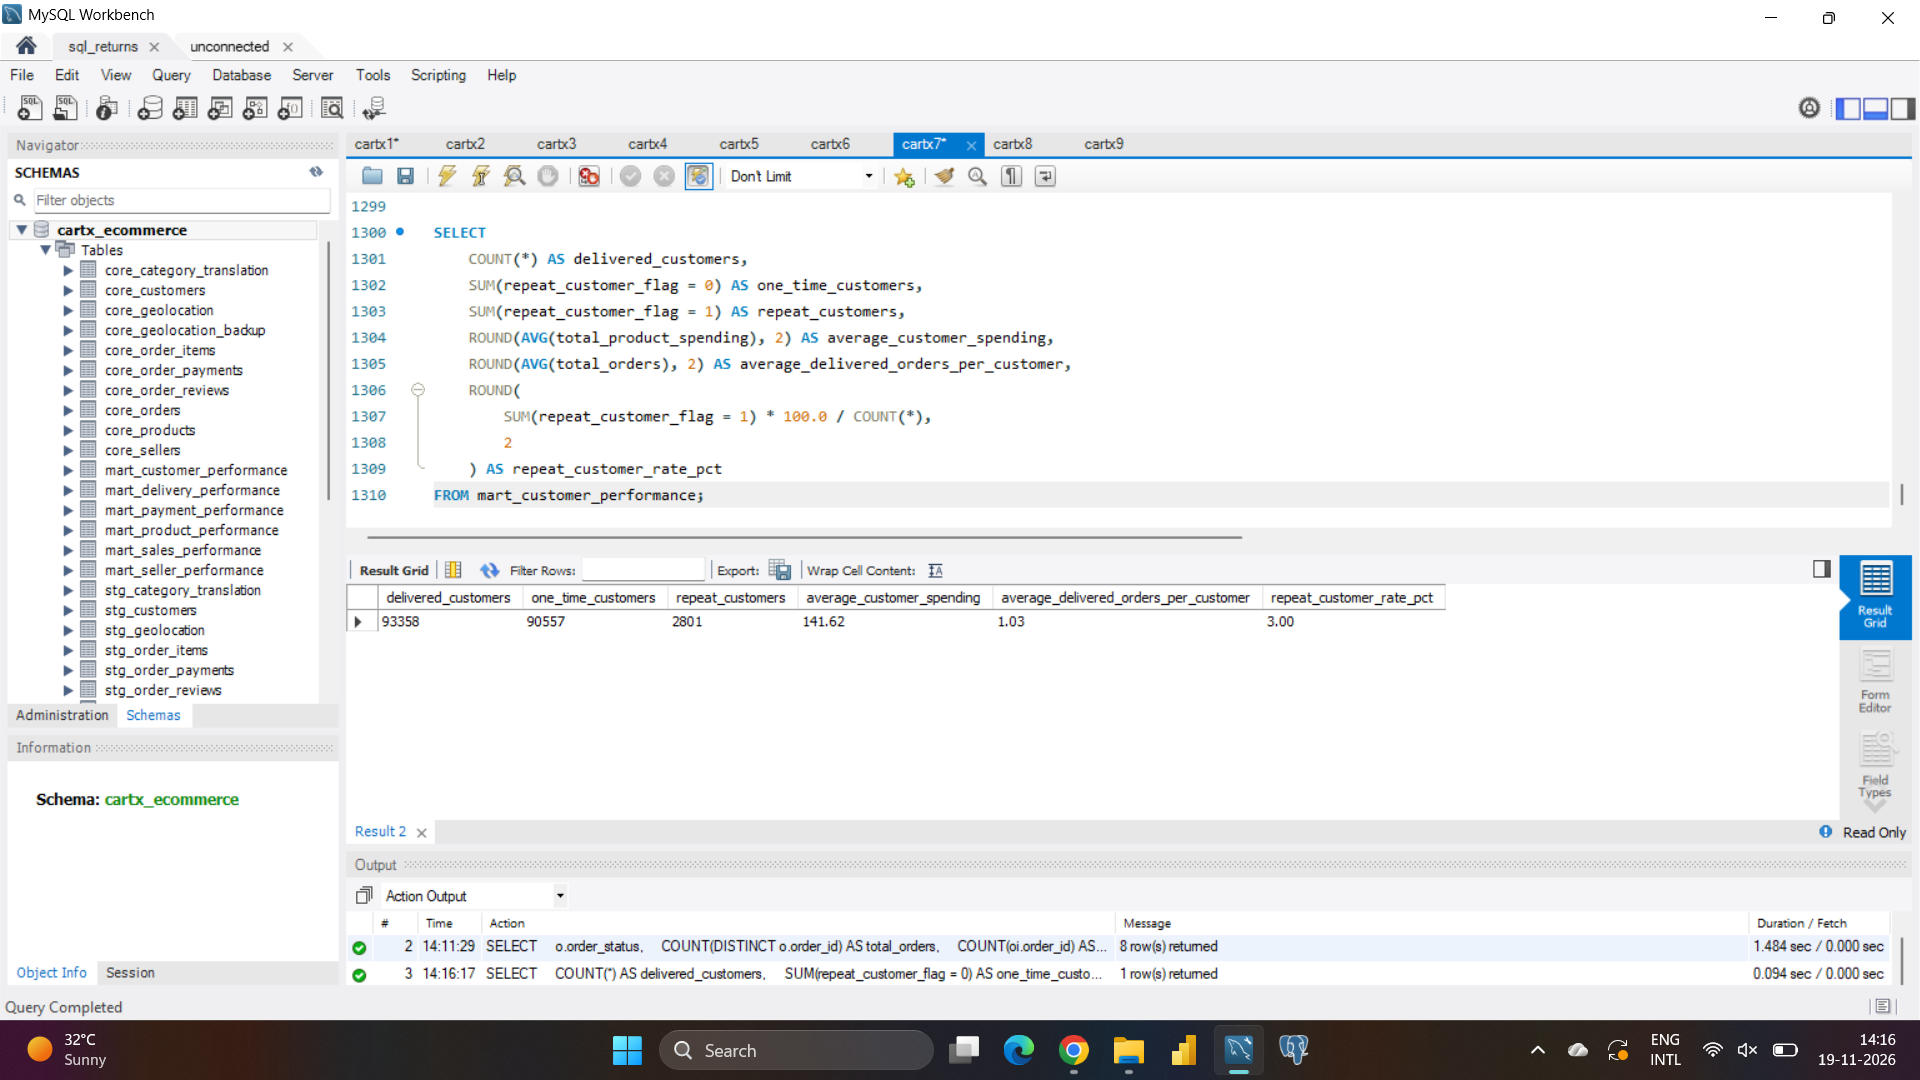 MySQL Workbench
sql_returns
unconnected
File Edit View Query Database Server Tools Scripting Help
Navigator
SCHEMAS
Filter objects
cartx_ecommerce
Tables
core_category_translation
core_customers
core_geolocation
core_geolocation_backup
core_order_items
core_order_payments
core_order_reviews
core_orders
core_products
core_sellers
mart_customer_performance
mart_delivery_performance
mart_payment_performance
mart_product_performance
mart_sales_performance
mart_seller_performance
stg_category_translation
stg_customers
stg_geolocation
stg_order_items
stg_order_payments
stg_order_reviews
Administration Schemas
Information
Schema: cartx_ecommerce
Object Info Session
cartx1* cartx2 cartx3 cartx4 cartx5 cartx6 cartx7* cartx8 cartx9
Don't Limit
1299
1300 SELECT
1301 COUNT(*) AS delivered_customers,
1302 SUM(repeat_customer_flag = 0) AS one_time_customers,
1303 SUM(repeat_customer_flag = 1) AS repeat_customers,
1304 ROUND(AVG(total_product_spending), 2) AS average_customer_spending,
1305 ROUND(AVG(total_orders), 2) AS average_delivered_orders_per_customer,
1306 ROUND(
1307 SUM(repeat_customer_flag = 1) * 100.0 / COUNT(*),
1308 2
1309 ) AS repeat_customer_rate_pct
1310 FROM mart_customer_performance;
Result Grid Filter Rows: Export: Wrap Cell Content:
delivered_customers one_time_customers repeat_customers average_customer_spending average_delivered_orders_per_customer repeat_customer_rate_pct
93358 90557 2801 141.62 1.03 3.00
Result Grid
Form Editor
Field Types
Result 2
Read Only
Output
Action Output
# Time Action Message Duration / Fetch
2 14:11:29 SELECT o.order_status, COUNT(DISTINCT o.order_id) AS total_orders, COUNT(oi.order_id) AS... 8 row(s) returned 1.484 sec / 0.000 sec
3 14:16:17 SELECT COUNT(*) AS delivered_customers, SUM(repeat_customer_flag = 0) AS one_time_custo... 1 row(s) returned 0.094 sec / 0.000 sec
Query Completed
32°C
Sunny
Search
ENG
INTL
14:16
19-11-2026